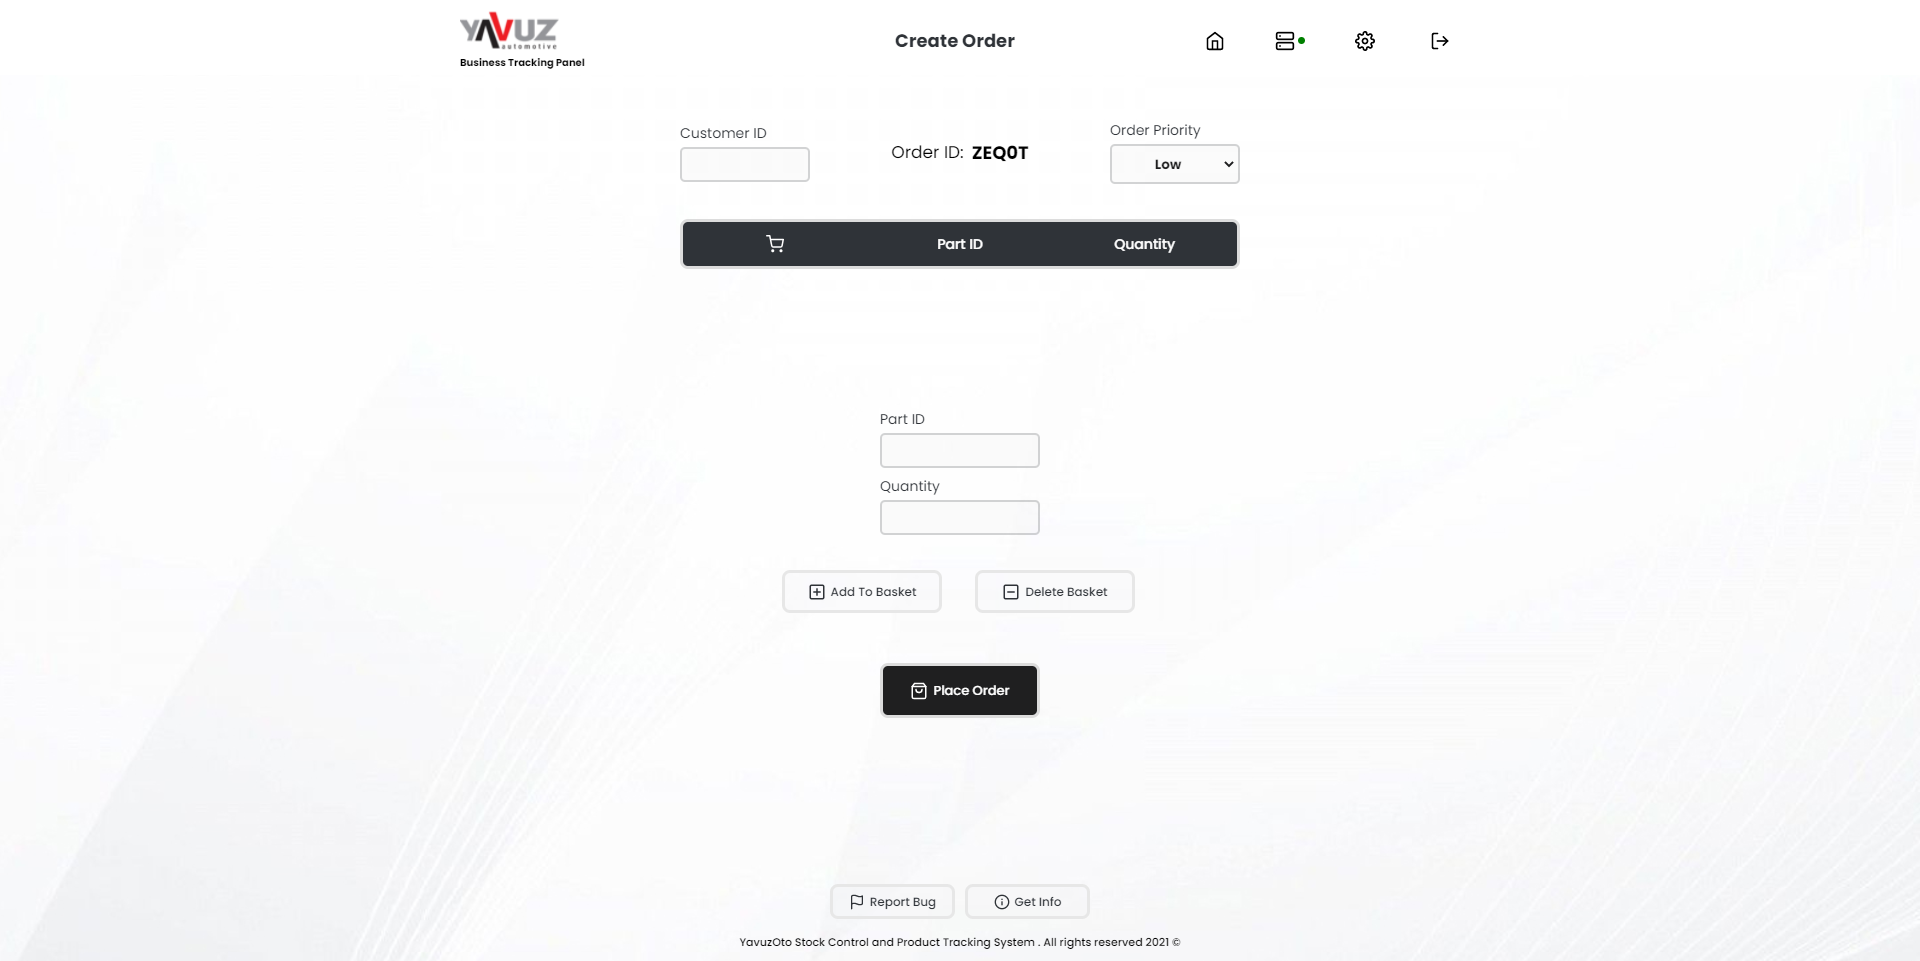 YAVUZ
automotive
Business Tracking Panel
Create Order
Customer ID
Order ID: ZEQ0T
Order Priority
Low
Part ID
Quantity
Part ID
Quantity
Add To Basket
Delete Basket
Place Order
Report Bug
Get Info
YavuzOto Stock Control and Product Tracking System . All rights reserved 2021 ©